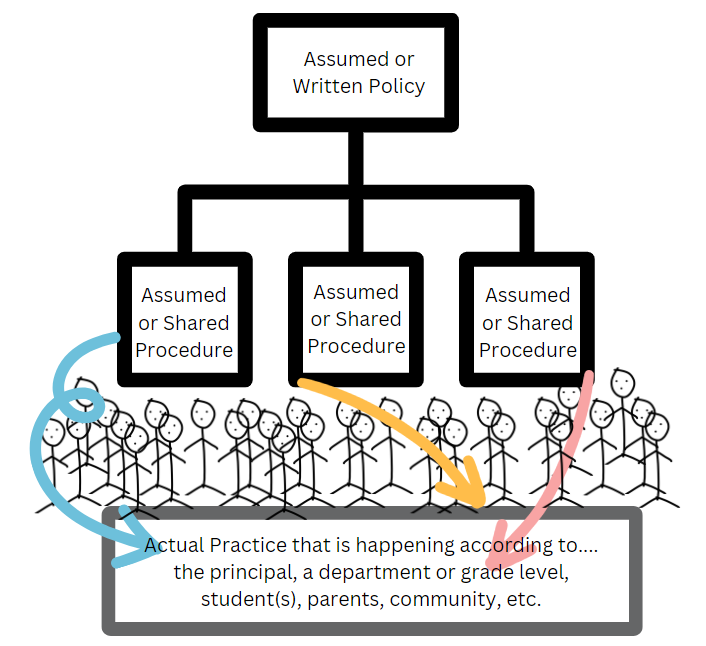 Assumed or
Written Policy
Assumed
or Shared
Procedure
Assumed
or Shared
Procedure
Assumed
or Shared
Procedure
Actual Practice that is happening according to....
the principal, a department or grade level,
student(s), parents, community, etc.